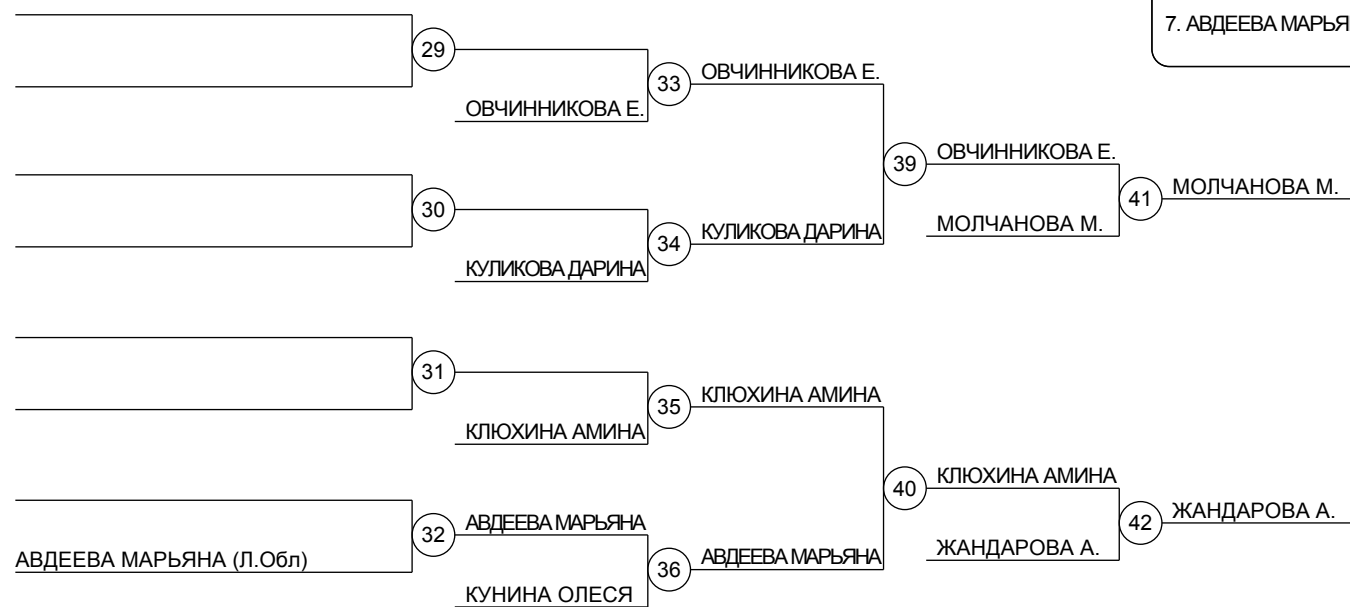 7. АВДЕЕВА МАРЬЯ
29
ОВЧИННИКОВА Е.
33
ОВЧИННИКОВА Е.
39
ОВЧИННИКОВА Е.
41
МОЛЧАНОВА М.
30
34
КУЛИКОВА ДАРИНА
МОЛЧАНОВА М.
КУЛИКОВА ДАРИНА
31
35
КЛЮХИНА АМИНА
КЛЮХИНА АМИНА
40
КЛЮХИНА АМИНА
42
ЖАНДАРОВА А.
32
АВДЕЕВА МАРЬЯНА
ЖАНДАРОВА А.
АВДЕЕВА МАРЬЯНА (Л.Обл)
36
АВДЕЕВА МАРЬЯНА
КУНИНА ОЛЕСЯ